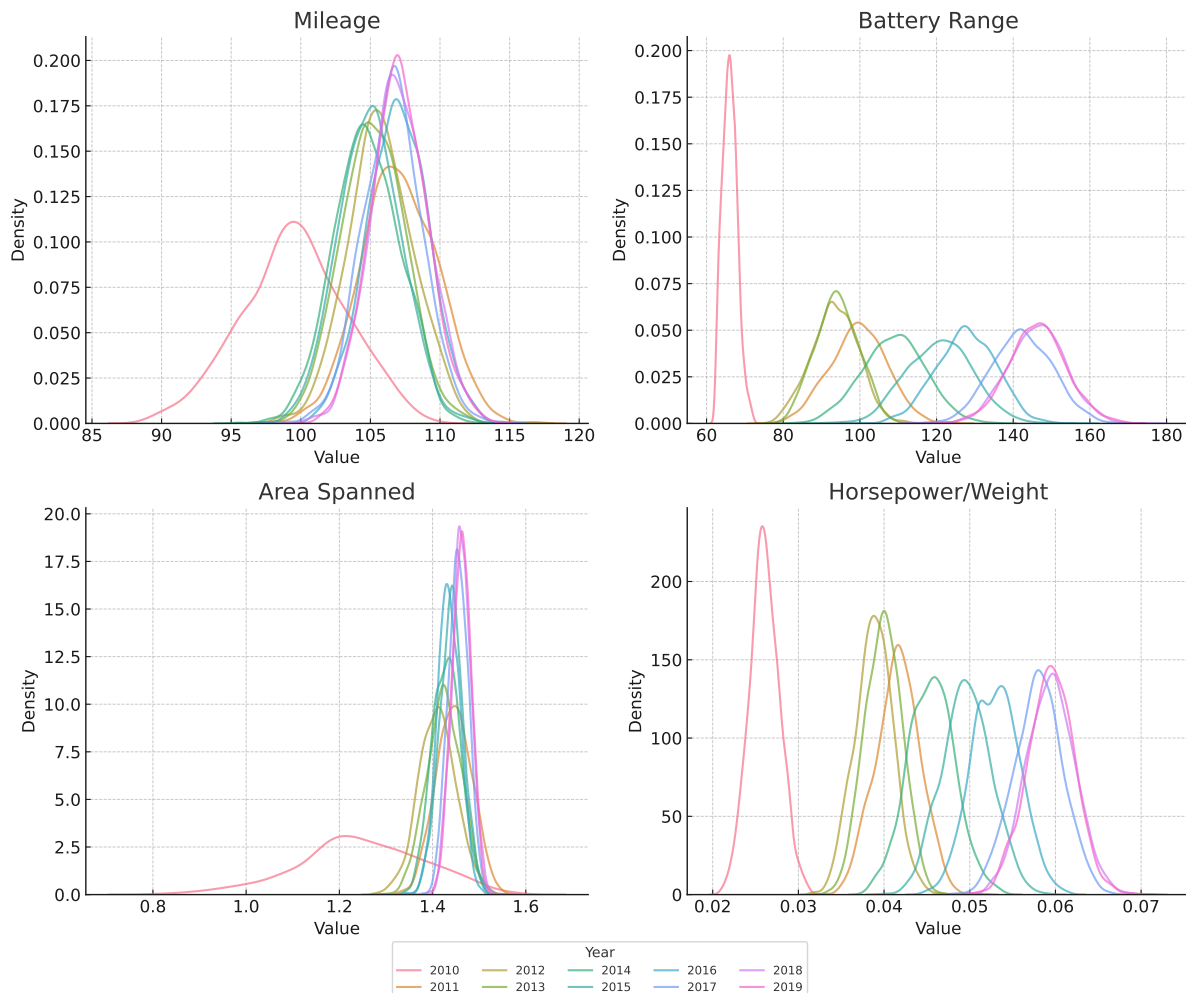 Mileage
Density
0.200
0.175
0.150
0.125
0.100
0.075
0.050
0.025
0.000
85 90 95 100 105 110 115 120
Value
Battery Range
Density
0.200
0.175
0.150
0.125
0.100
0.075
0.050
0.025
0.000
60 80 100 120 140 160 180
Value
Area Spanned
Density
20.0
17.5
15.0
12.5
10.0
7.5
5.0
2.5
0.0
0.8 1.0 1.2 1.4 1.6
Value
Horsepower/Weight
Density
200
150
100
50
0
0.02 0.03 0.04 0.05 0.06 0.07
Value
Year
2010 2012 2014 2016 2018
2011 2013 2015 2017 2019